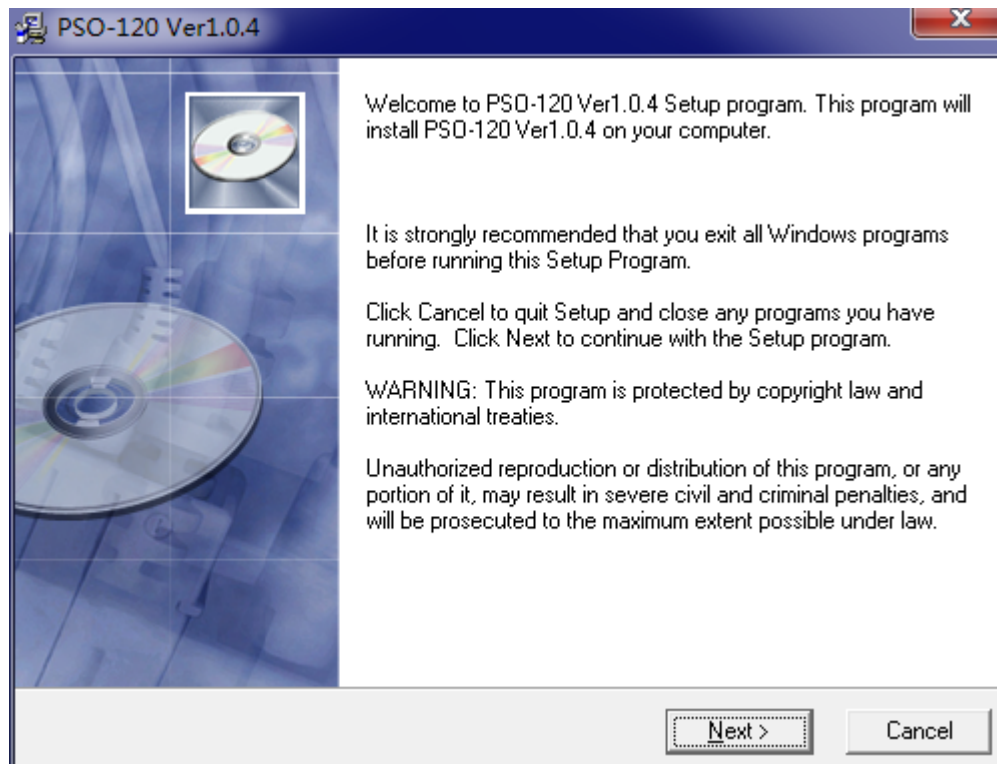 PSO-120 Ver1.0.4
Welcome to PSO-120 Ver1.0.4 Setup program. This program will
install PSO-120 Ver1.0.4 on your computer.
It is strongly recommended that you exit all Windows programs
before running this Setup Program.
Click Cancel to quit Setup and close any programs you have
running.  Click Next to continue with the Setup program.
WARNING: This program is protected by copyright law and
international treaties.
Unauthorized reproduction or distribution of this program, or any
portion of it, may result in severe civil and criminal penalties, and
will be prosecuted to the maximum extent possible under law.
Next >
Cancel